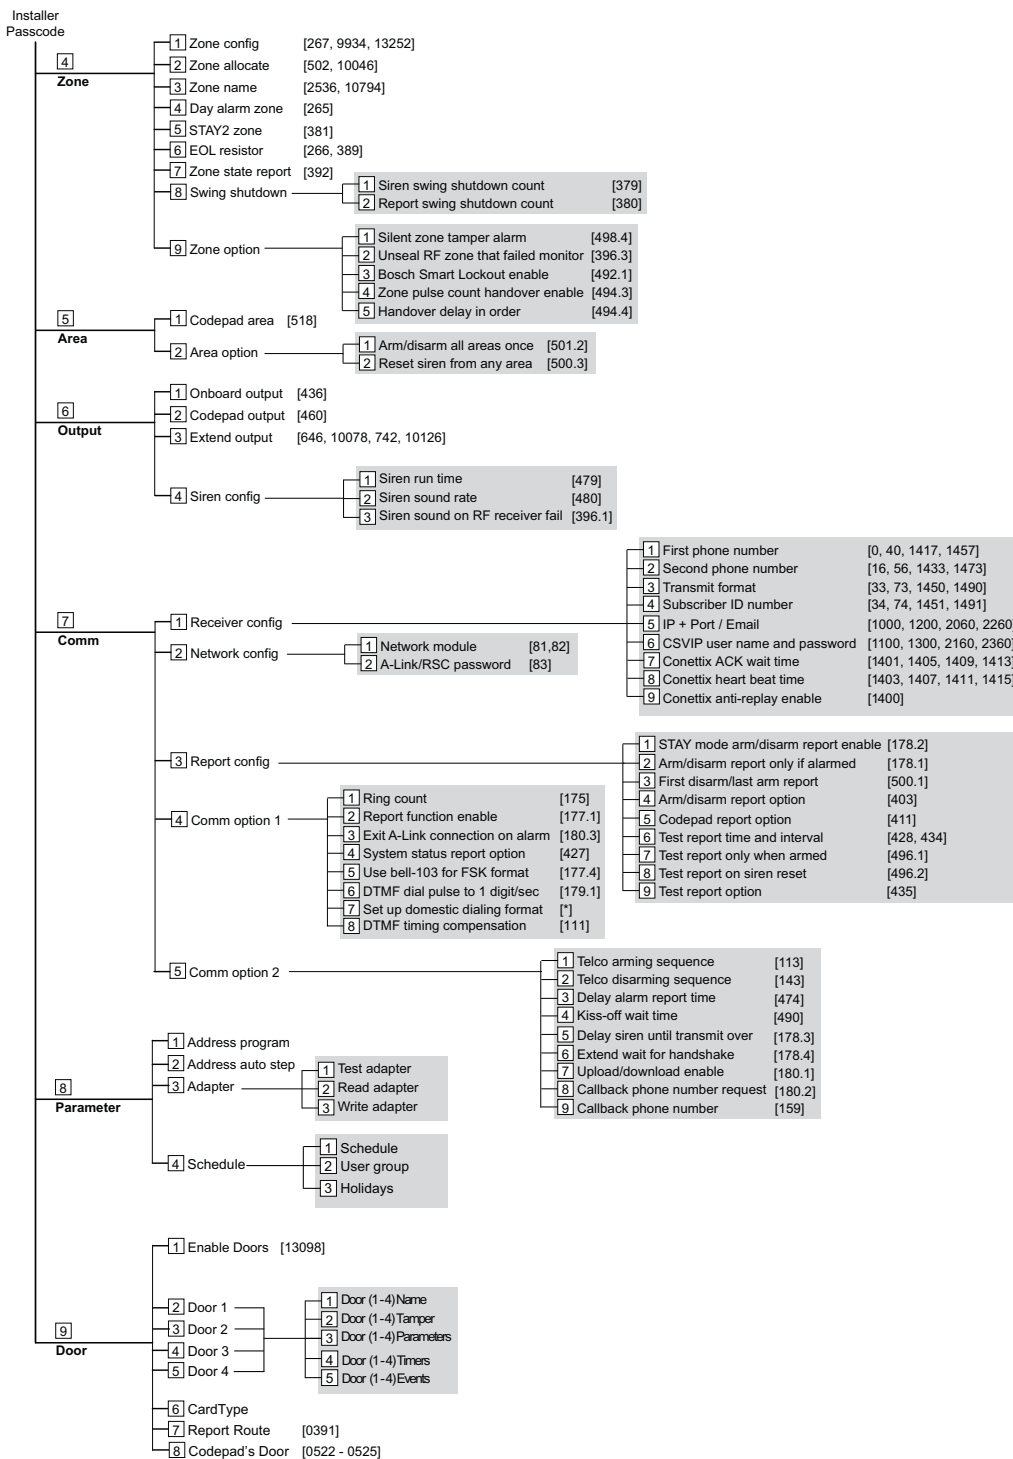 Installer
Passcode
4
Zone
1 Zone config [267, 9934, 13252]
2 Zone allocate [502, 10046]
3 Zone name [2536, 10794]
4 Day alarm zone [265]
5 STAY2 zone [381]
6 EOL resistor [266, 389]
7 Zone state report [392]
8 Swing shutdown
1 Siren swing shutdown count [379]
2 Report swing shutdown count [380]
9 Zone option
1 Silent zone tamper alarm [498.4]
2 Unseal RF zone that failed monitor [396.3]
3 Bosch Smart Lockout enable [492.1]
4 Zone pulse count handover enable [494.3]
5 Handover delay in order [494.4]
5
Area
1 Codepad area [518]
2 Area option
1 Arm/disarm all areas once [501.2]
2 Reset siren from any area [500.3]
6
Output
1 Onboard output [436]
2 Codepad output [460]
3 Extend output [646, 10078, 742, 10126]
4 Siren config
1 Siren run time [479]
2 Siren sound rate [480]
3 Siren sound on RF receiver fail [396.1]
7
Comm
1 Receiver config
1 First phone number [0, 40, 1417, 1457]
2 Second phone number [16, 56, 1433, 1473]
3 Transmit format [33, 73, 1450, 1490]
4 Subscriber ID number [34, 74, 1451, 1491]
5 IP + Port / Email [1000, 1200, 2060, 2260]
6 CSVIP user name and password [1100, 1300, 2160, 2360]
7 Conettix ACK wait time [1401, 1405, 1409, 1413]
8 Conettix heart beat time [1403, 1407, 1411, 1415]
9 Conettix anti-replay enable [1400]
2 Network config
1 Network module [81,82]
2 A-Link/RSC password [83]
3 Report config
1 STAY mode arm/disarm report enable [178.2]
2 Arm/disarm report only if alarmed [178.1]
3 First disarm/last arm report [500.1]
4 Arm/disarm report option [403]
5 Codepad report option [411]
6 Test report time and interval [428, 434]
7 Test report only when armed [496.1]
8 Test report on siren reset [496.2]
9 Test report option [435]
4 Comm option 1
1 Ring count [175]
2 Report function enable [177.1]
3 Exit A-Link connection on alarm [180.3]
4 System status report option [427]
5 Use bell-103 for FSK format [177.4]
6 DTMF dial pulse to 1 digit/sec [179.1]
7 Set up domestic dialing format [*]
8 DTMF timing compensation [111]
5 Comm option 2
1 Telco arming sequence [113]
2 Telco disarming sequence [143]
3 Delay alarm report time [474]
4 Kiss-off wait time [490]
5 Delay siren until transmit over [178.3]
6 Extend wait for handshake [178.4]
7 Upload/download enable [180.1]
8 Callback phone number request [180.2]
9 Callback phone number [159]
8
Parameter
1 Address program
2 Address auto step
3 Adapter
1 Test adapter
2 Read adapter
3 Write adapter
4 Schedule
1 Schedule
2 User group
3 Holidays
9
Door
1 Enable Doors [13098]
2 Door 1
3 Door 2
4 Door 3
5 Door 4
1 Door (1-4)Name
2 Door (1-4)Tamper
3 Door (1-4)Parameters
4 Door (1-4)Timers
5 Door (1-4)Events
6 CardType
7 Report Route [0391]
8 Codepad's Door [0522 - 0525]